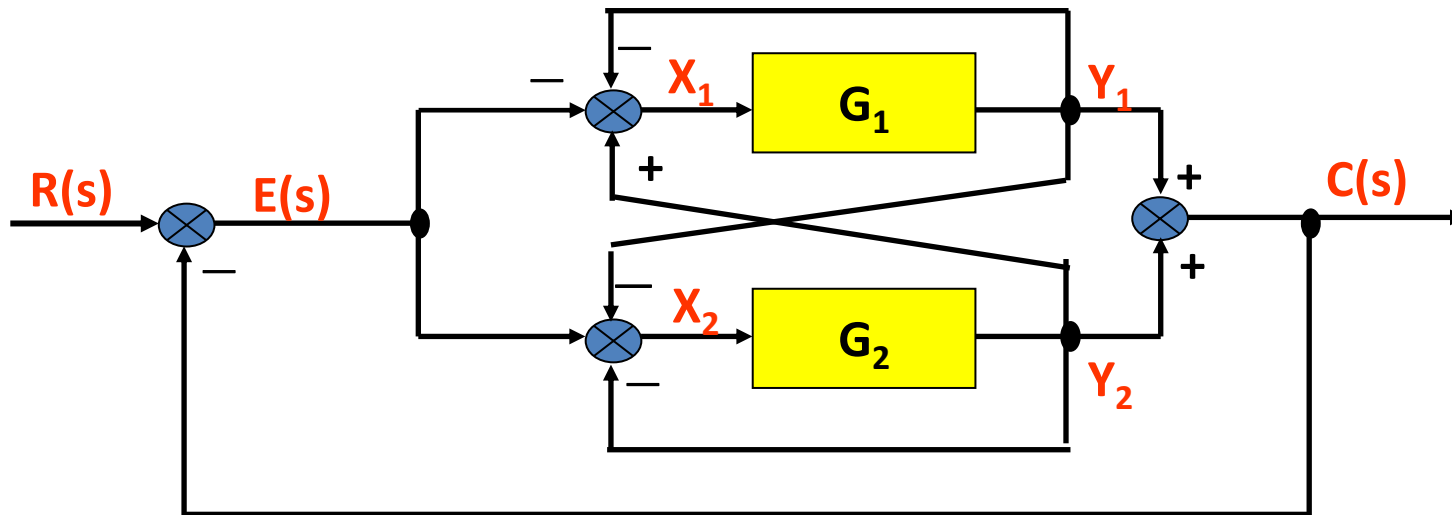 —
—
X₁
G₁
Y₁
+
+
R(s)
E(s)
C(s)
—
—
+
X₂
G₂
—
Y₂